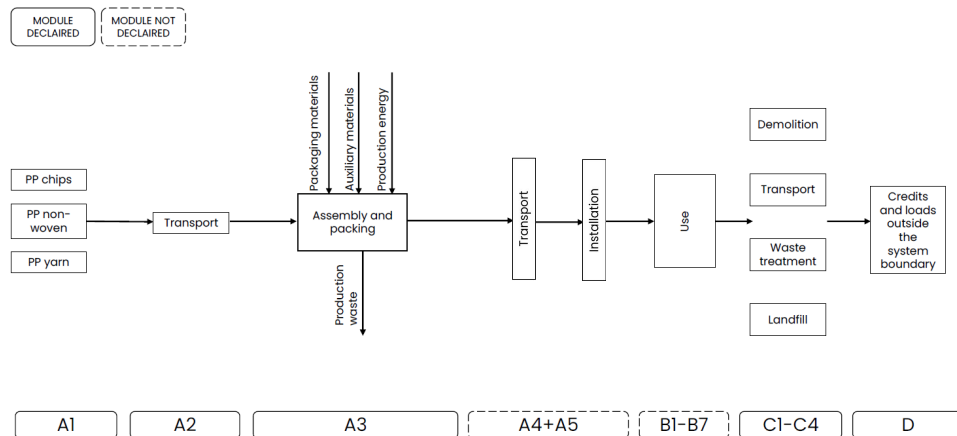 MODULE
DECLAIRED
MODULE NOT
DECLAIRED
Packaging materials
Auxiliary materials
Production energy
Demolition
PP chips
PP non-
woven
PP yarn
Transport
Assembly and
packing
Production
waste
Transport
Installation
Use
Transport
Waste
treatment
Landfill
Credits
and loads
outside
the
system
boundary
A1
A2
A3
A4+A5
B1-B7
C1-C4
D